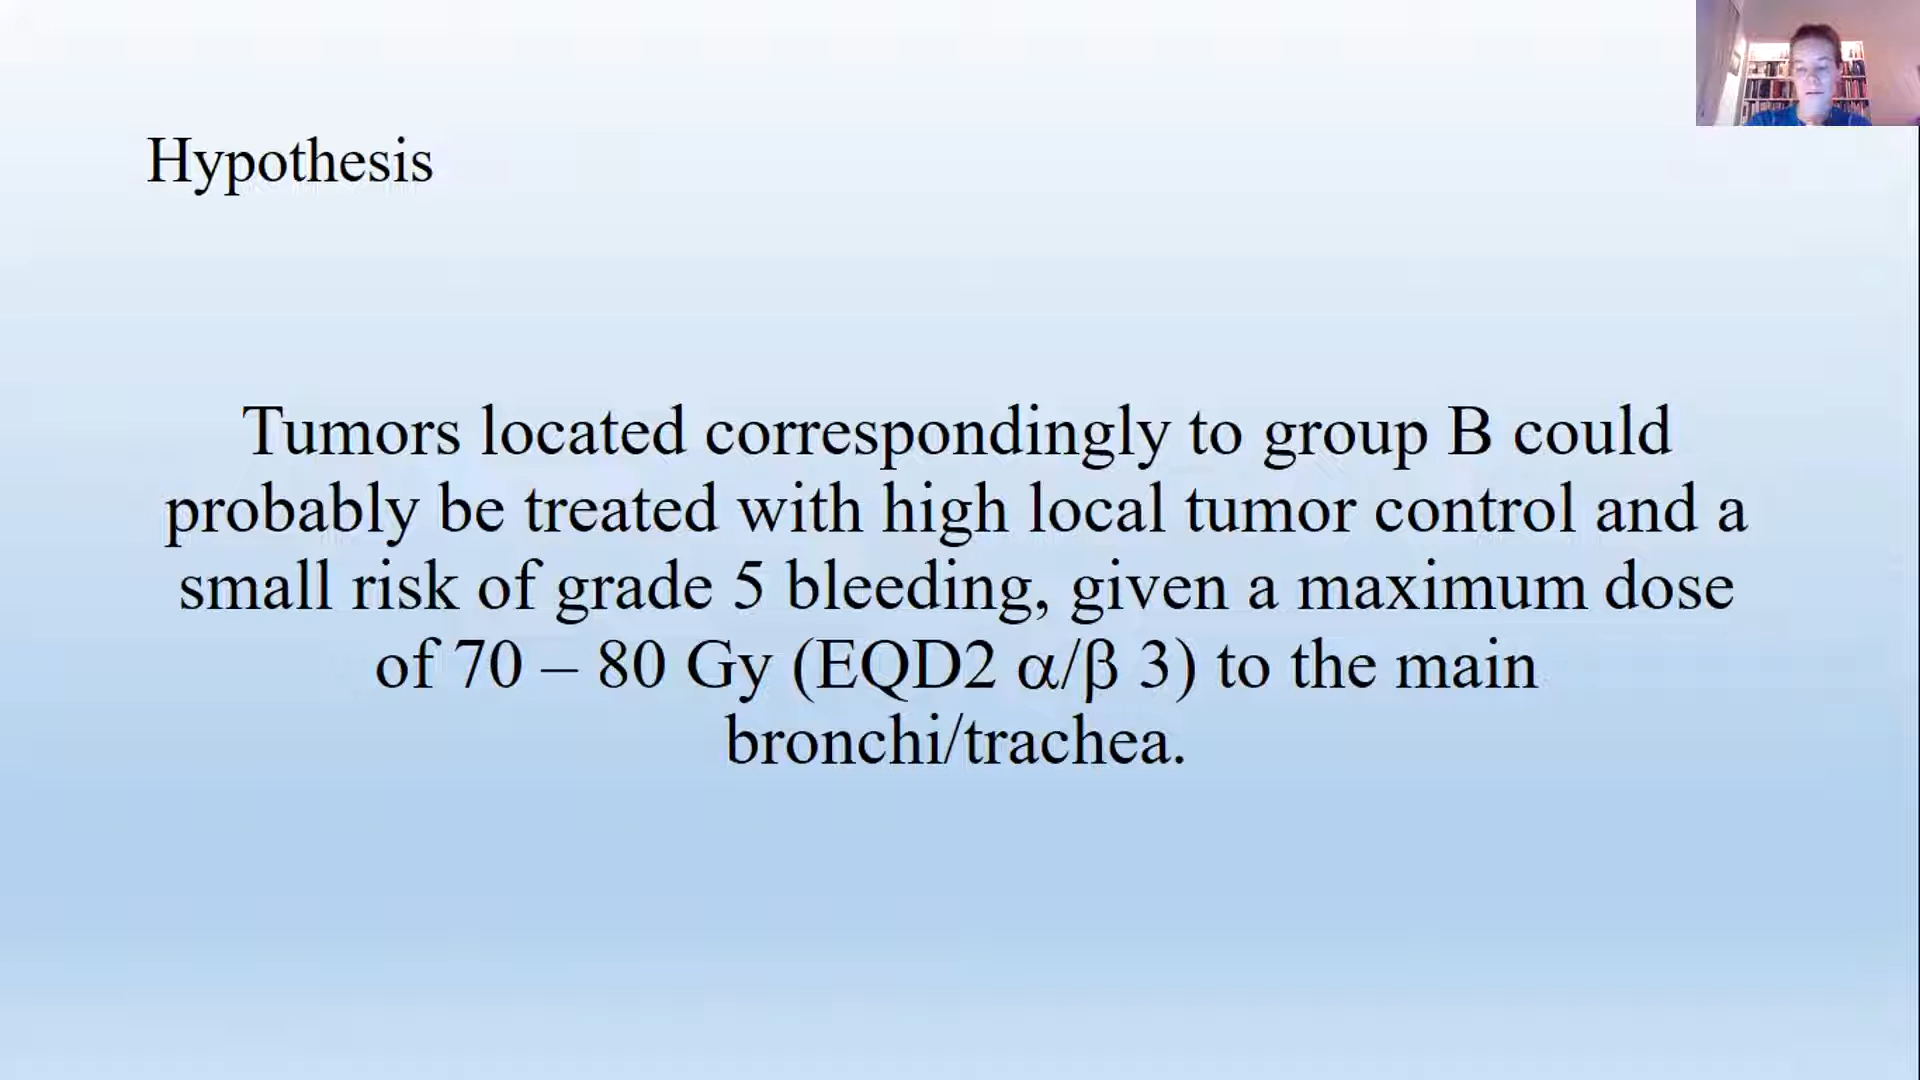 Hypothesis
Tumors located correspondingly to group B could
probably be treated with high local tumor control and a
small risk of grade 5 bleeding, given a maximum dose
of 70 – 80 Gy (EQD2 α/β 3) to the main
bronchi/trachea.